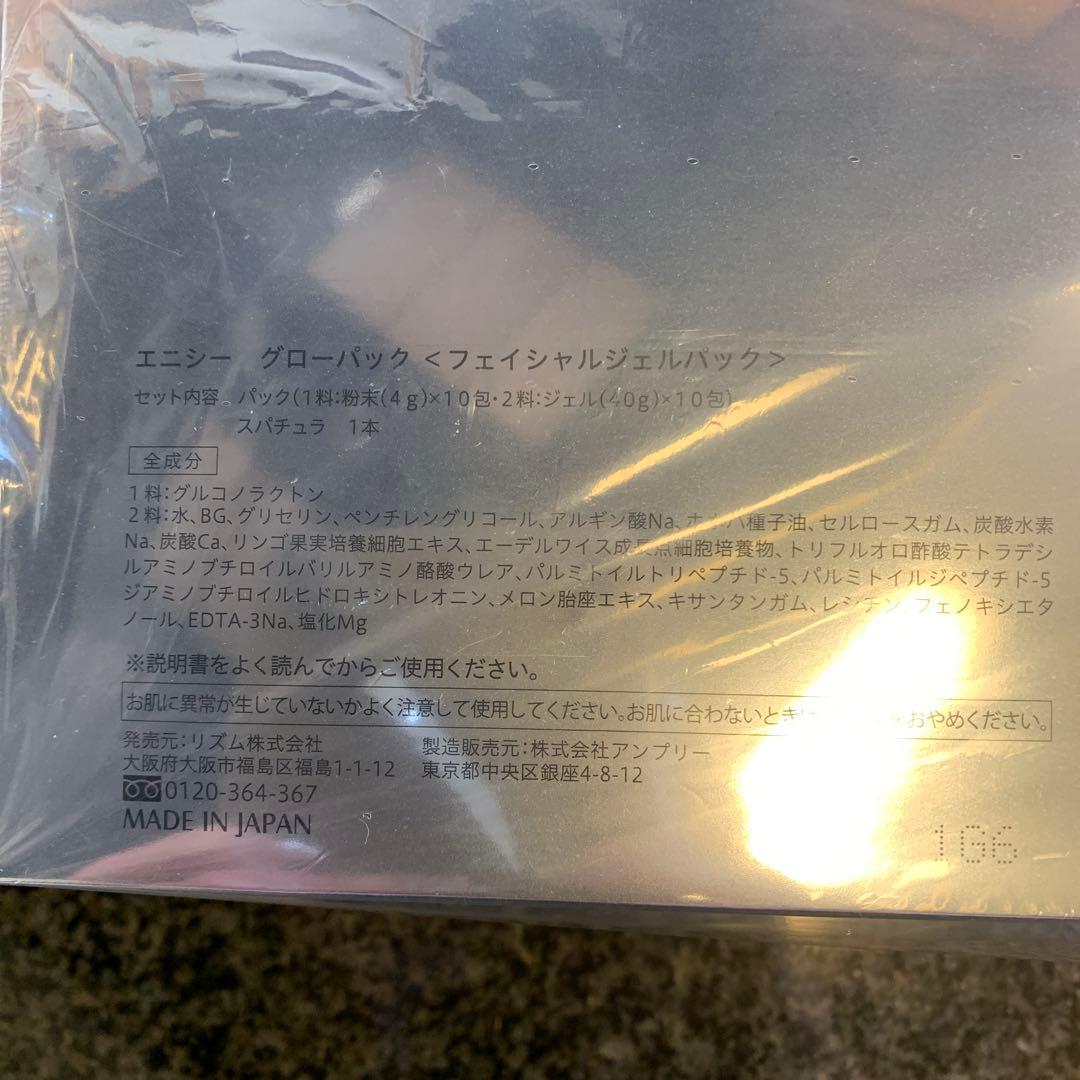 エニシー　グローパック＜フェイシャルジェルパック＞
セット内容　パック(1料:粉末(4g)×10包・2料:ジェル(40g)×10包)
スパチュラ　1本
全成分
1料:グルコノラクトン
2料:水、BG、グリセリン、ペンチレングリコール、アルギン酸Na、ホホバ種子油、セルロースガム、炭酸水素
Na、炭酸Ca、リンゴ果実培養細胞エキス、エーデルワイス成長点細胞培養物、トリフルオロ酢酸テトラデシ
ルアミノブチロイルバリルアミノ酪酸ウレア、パルミトイルトリペプチド-5、パルミトイルジペプチド-5
ジアミノブチロイルヒドロキシトレオニン、メロン胎座エキス、キサンタンガム、レシチン、フェノキシエタ
ノール、EDTA-3Na、塩化Mg
※説明書をよく読んでからご使用ください。
お肌に異常が生じていないかよく注意して使用してください。お肌に合わないときは をおやめください。
発売元:リズム株式会社　製造販売元:株式会社アンプリー
大阪府大阪市福島区福島1-1-12　東京都中央区銀座4-8-12
0120-364-367
MADE IN JAPAN
1G6